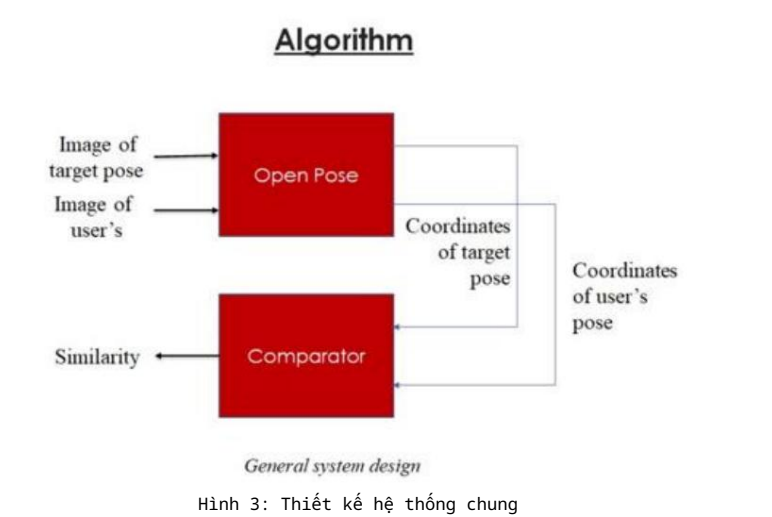 Algorithm
Image of
target pose
Image of
user's
Open Pose
Coordinates
of target
pose
Coordinates
of user's
pose
Similarity
Comparator
General system design
Hình 3: Thiết kế hệ thống chung